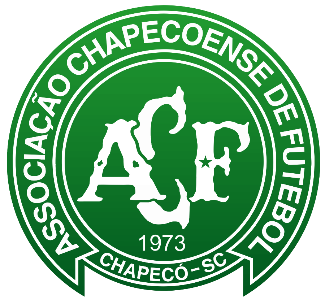 ASSOCIAÇÃO CHAPECOENSE DE FUTEBOL
ACF
1973
CHAPECÓ-SC